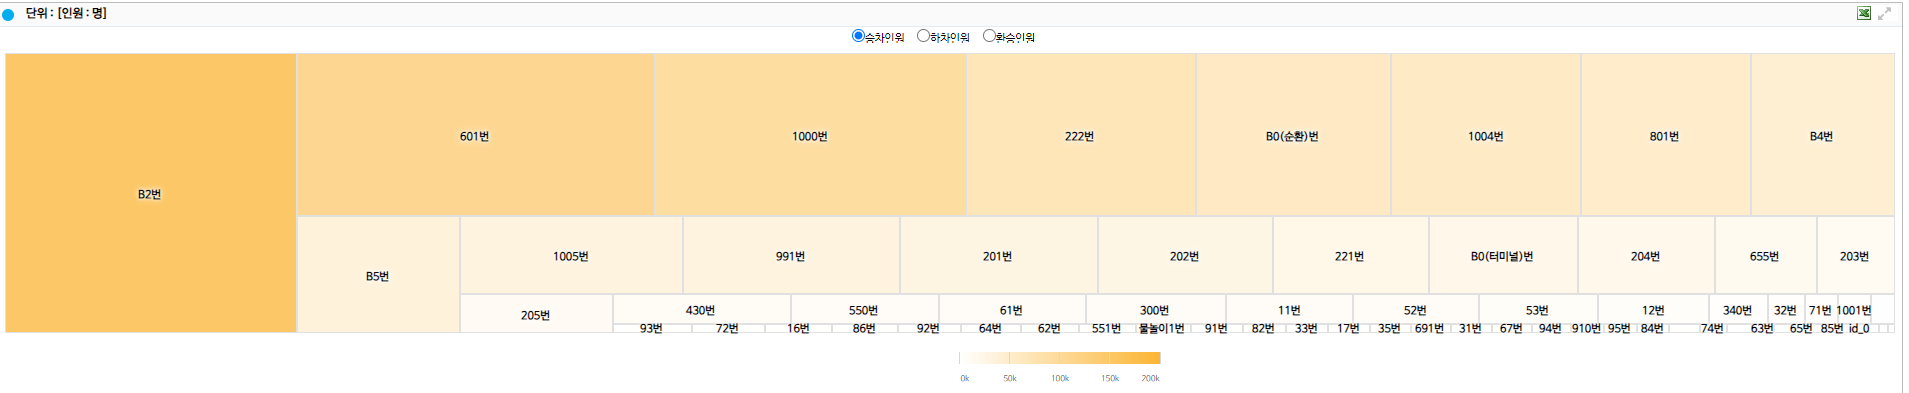 단위 : [인원 : 명]
승차인원 하차인원 환승인원
B2번
601번 1000번 222번 B0(순환)번 1004번 801번 B4번
B5번
1005번 991번 201번 202번 221번 B0(터미널)번 204번 655번 203번
205번
430번 550번 61번 300번 11번 52번 53번 12번 340번 32번 71번 1001번
93번 72번 16번 86번 92번 64번 62번 551번 물놀이1번 91번 82번 33번 17번 35번 691번 31번 67번 94번 910번 95번 84번 74번 63번 65번 85번 id_0
0k 50k 100k 150k 200k